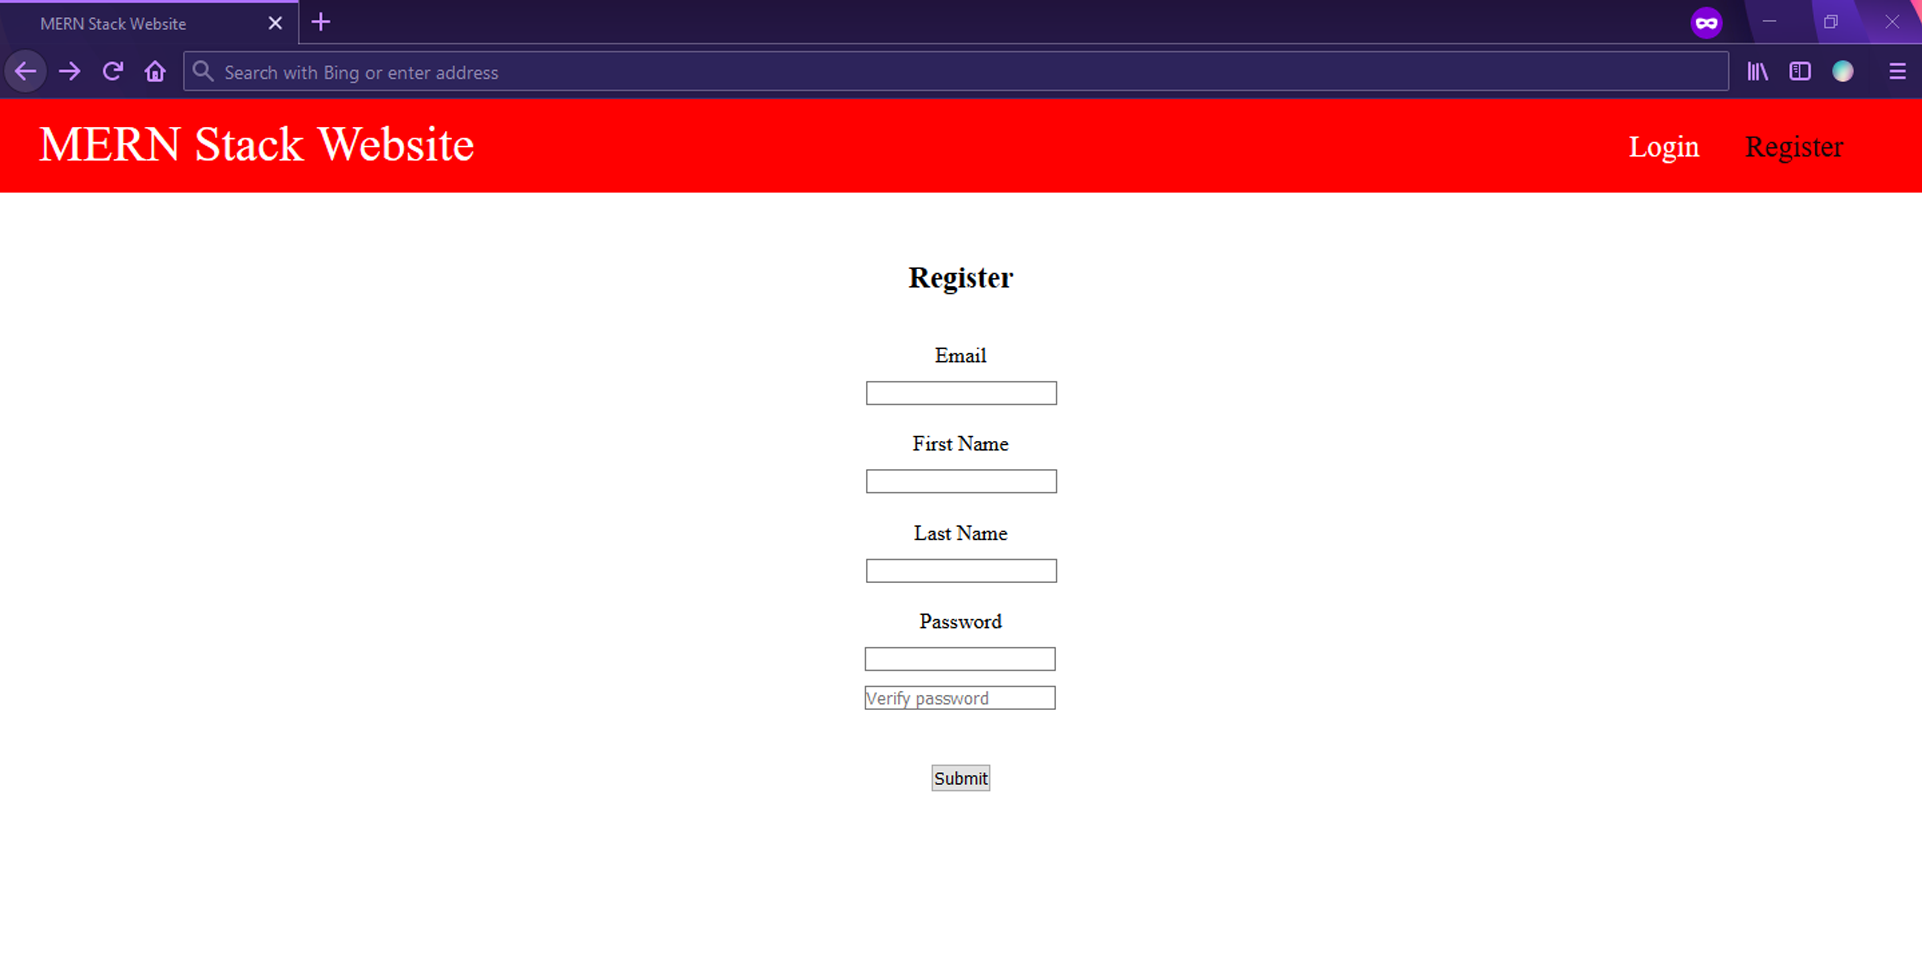 MERN Stack Website
Search with Bing or enter address
MERN Stack Website
Login
Register
Register
Email
First Name
Last Name
Password
Verify password
Submit